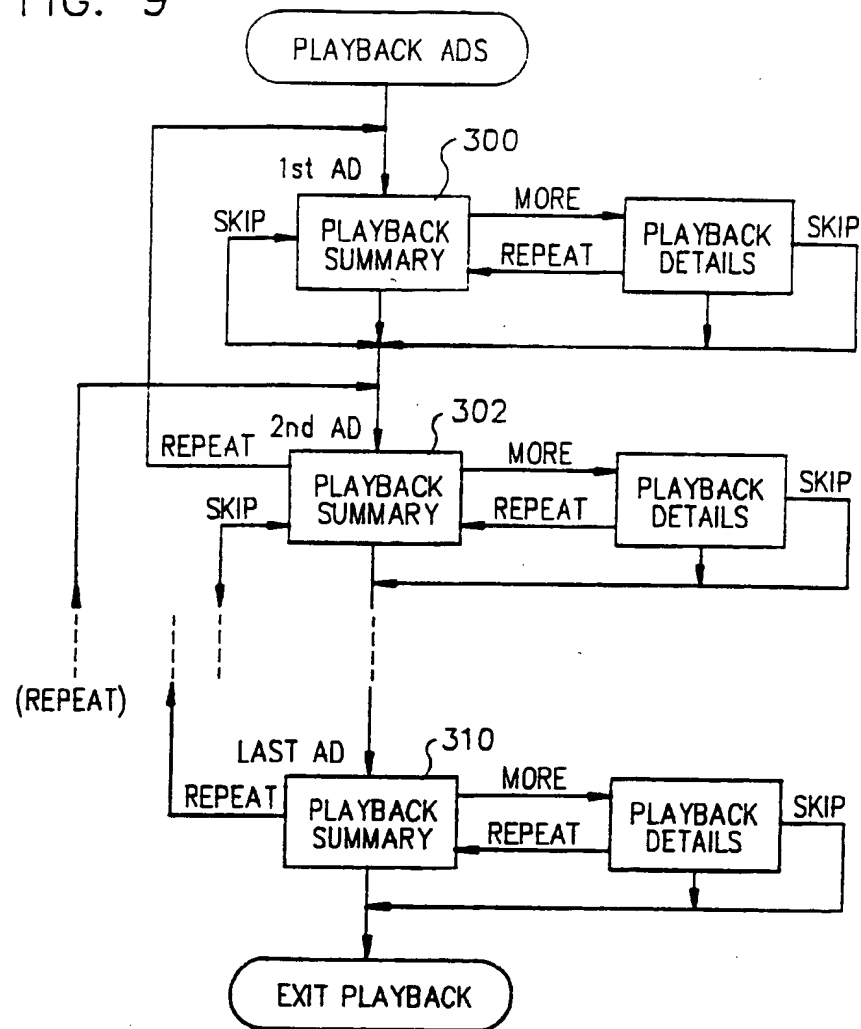 FIG. 9
PLAYBACK ADS
300
1st AD
MORE
SKIP
PLAYBACK
SUMMARY
PLAYBACK
DETAILS
SKIP
REPEAT
302
2nd AD
REPEAT
MORE
SKIP
PLAYBACK
SUMMARY
PLAYBACK
DETAILS
SKIP
REPEAT
(REPEAT)
310
LAST AD
REPEAT
MORE
PLAYBACK
SUMMARY
PLAYBACK
DETAILS
SKIP
REPEAT
EXIT PLAYBACK